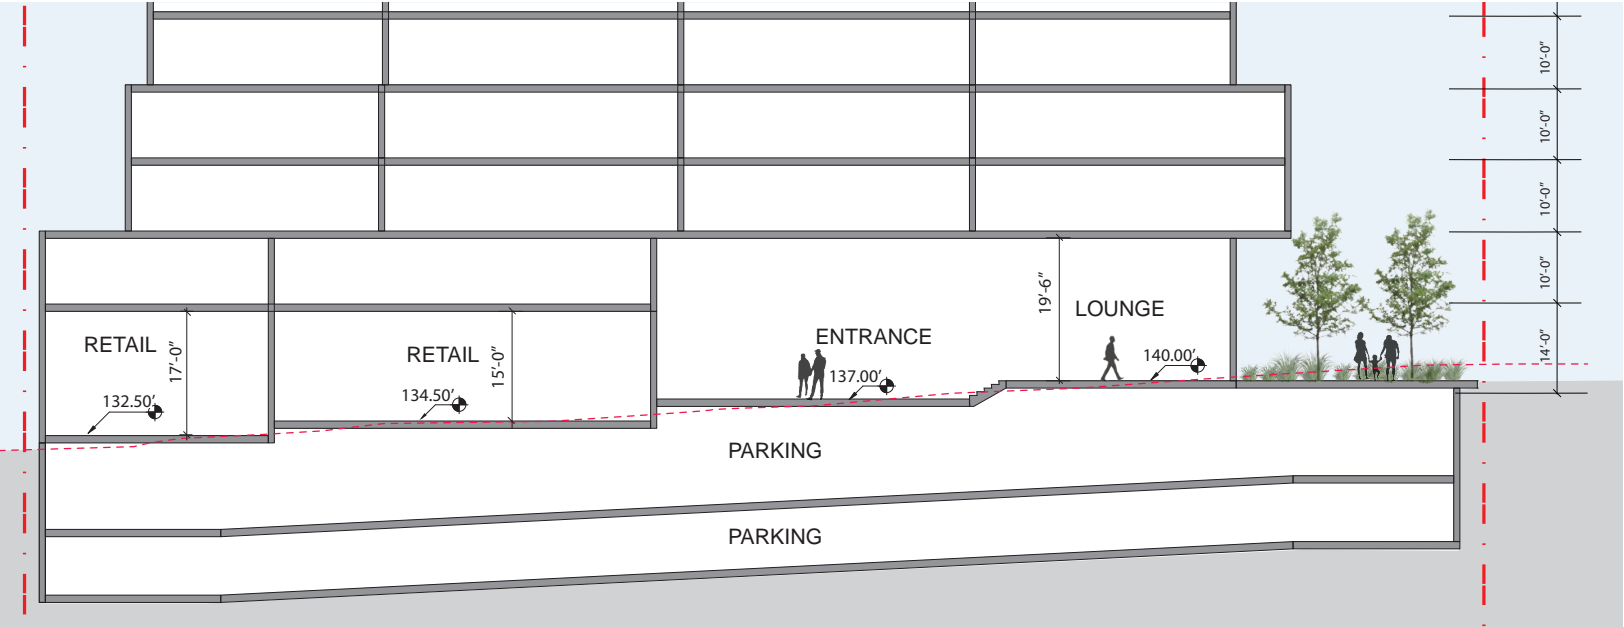 10'-0"
10'-0"
10'-0"
10'-0"
14'-0"
19'-6"
LOUNGE
ENTRANCE
RETAIL
17'-0"
RETAIL
15'-0"
140.00'
137.00'
134.50'
132.50'
PARKING
PARKING